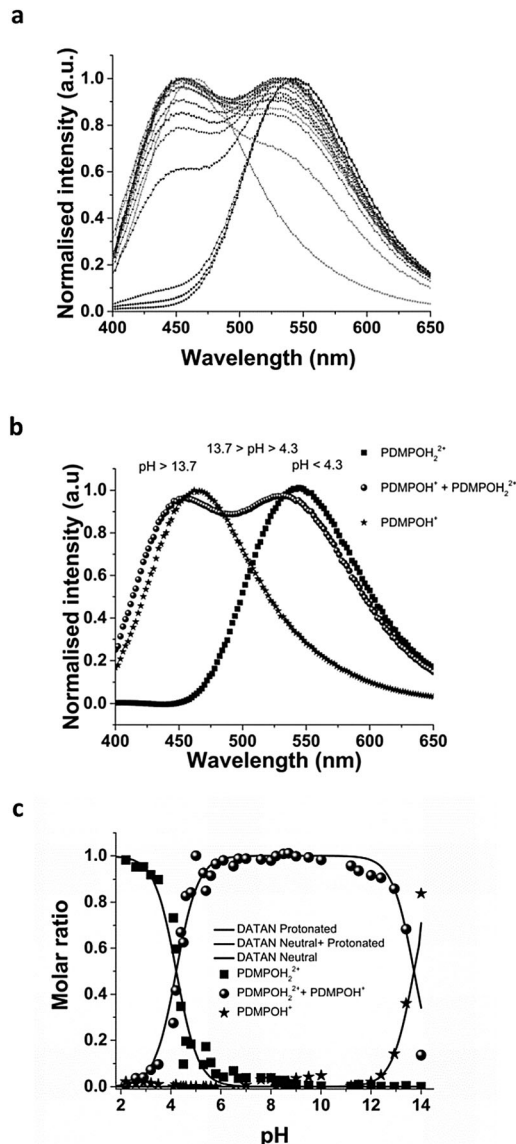 a
Normalised intensity (a.u.)
1.0
0.8
0.6
0.4
0.2
0.0
400 450 500 550 600 650
Wavelength (nm)
b
Normalised intensity (a.u)
1.0
0.8
0.6
0.4
0.2
0.0
13.7 > pH > 4.3
pH > 13.7
pH < 4.3
PDMPOH₂²⁺
PDMPOH⁺ + PDMPOH₂²⁺
PDMPOH⁺
400 450 500 550 600 650
Wavelength (nm)
c
Molar ratio
1.0
0.8
0.6
0.4
0.2
0.0
DATAN Protonated
DATAN Neutral+ Protonated
DATAN Neutral
PDMPOH₂²⁺
PDMPOH₂²⁺ + PDMPOH⁺
PDMPOH⁺
2 4 6 8 10 12 14
pH